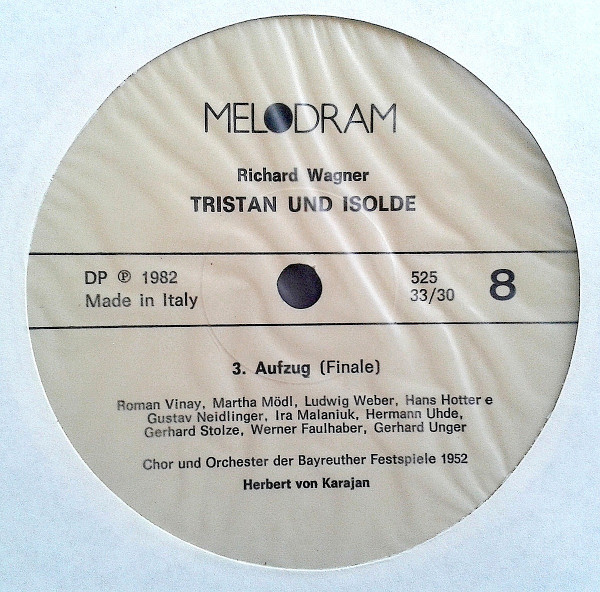 MELODRAM
Richard Wagner
TRISTAN UND ISOLDE
DP ℗ 1982
Made in Italy
525
33/30
8
3. Aufzug (Finale)
Roman Vinay, Martha Mödl, Ludwig Weber, Hans Hotter e
Gustav Neidlinger, Ira Malaniuk, Hermann Uhde,
Gerhard Stolze, Werner Faulhaber, Gerhard Unger
Chor und Orchester der Bayreuther Festspiele 1952
Herbert von Karajan